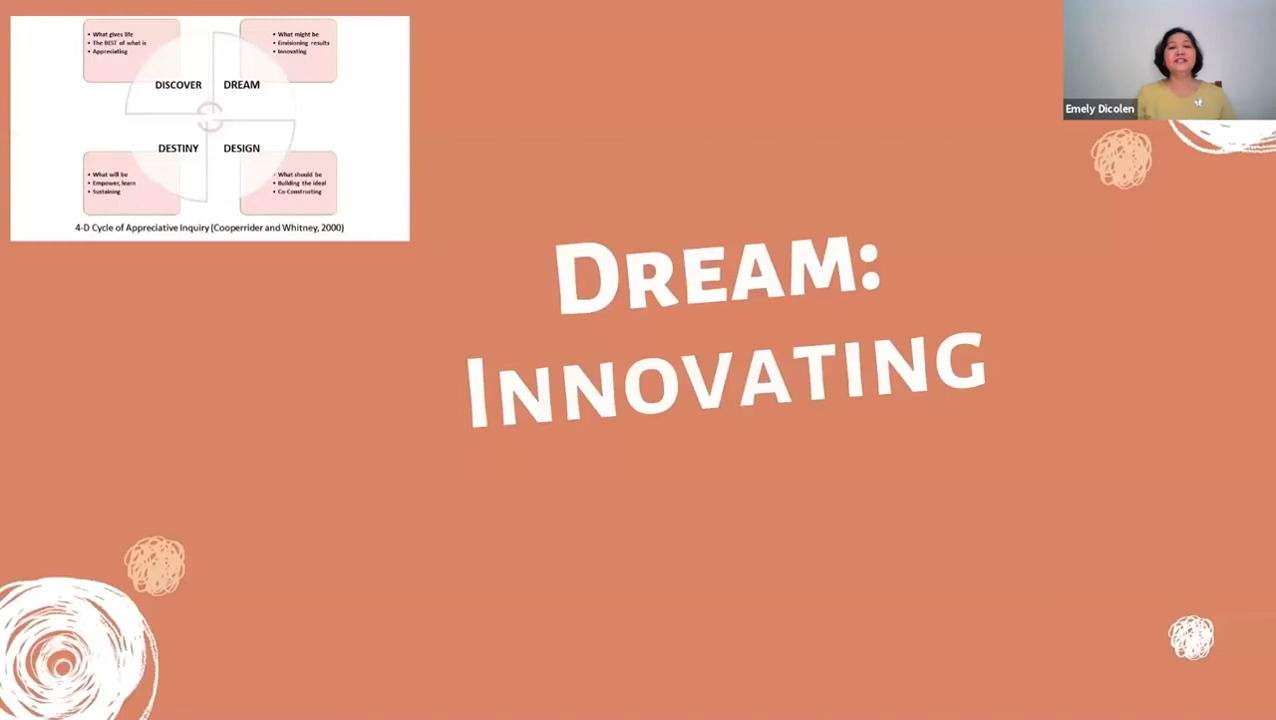 • What gives life
• The BEST of what is
• Appreciating
• What might be
• Envisioning results
• Innovating
DISCOVER
DREAM
DESTINY
DESIGN
• What will be
• Empower, learn
• Sustaining
• What should be
• Building the ideal
• Co-Constructing
4-D Cycle of Appreciative Inquiry (Cooperrider and Whitney, 2000)
Emely Dicolen
DREAM:
INNOVATING